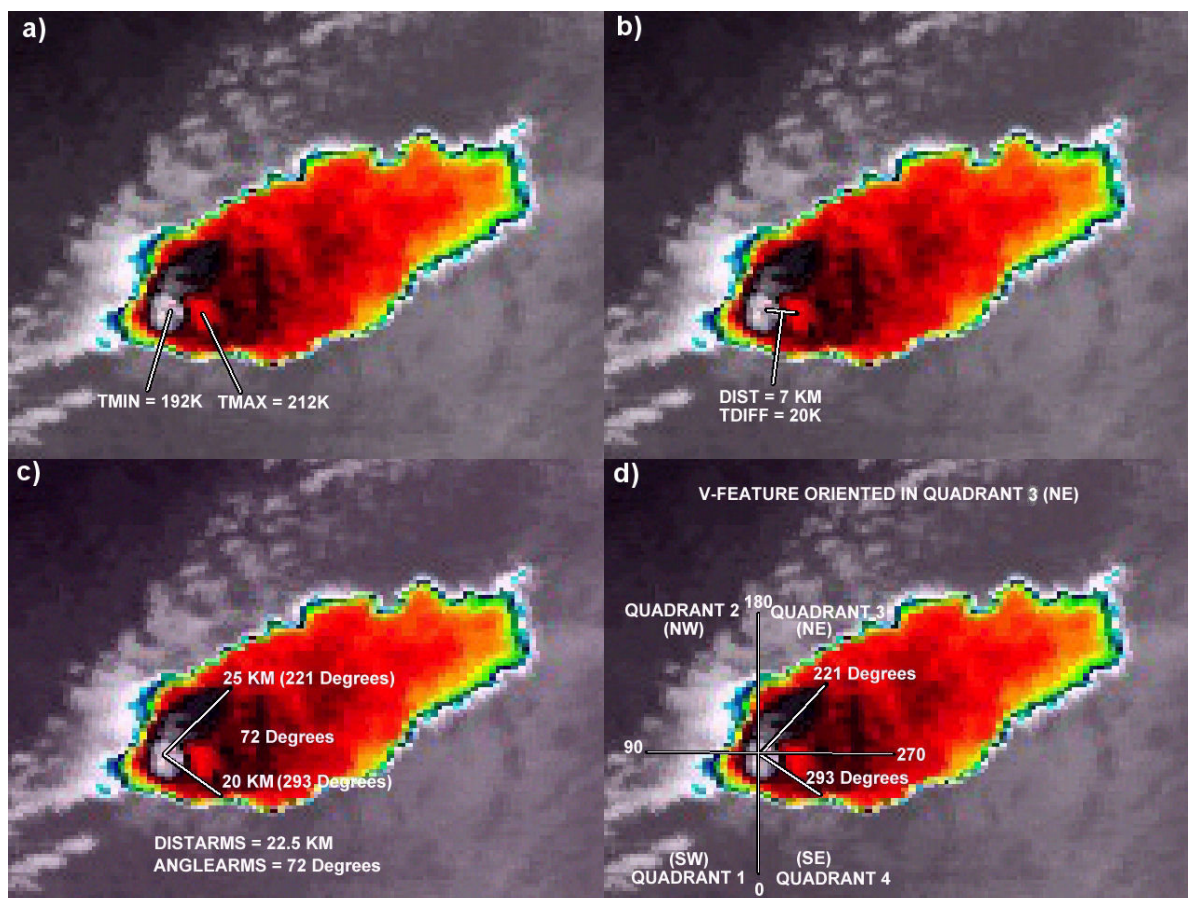 a)
TMIN = 192K TMAX = 212K
b)
DIST = 7 KM
TDIFF = 20K
c)
25 KM (221 Degrees)
72 Degrees
20 KM (293 Degrees)
DISTARMS = 22.5 KM
ANGLEARMS = 72 Degrees
d)
V-FEATURE ORIENTED IN QUADRANT 3 (NE)
180
QUADRANT 2
(NW)
QUADRANT 3
(NE)
221 Degrees
90
270
293 Degrees
(SW)
QUADRANT 1
(SE)
QUADRANT 4
0